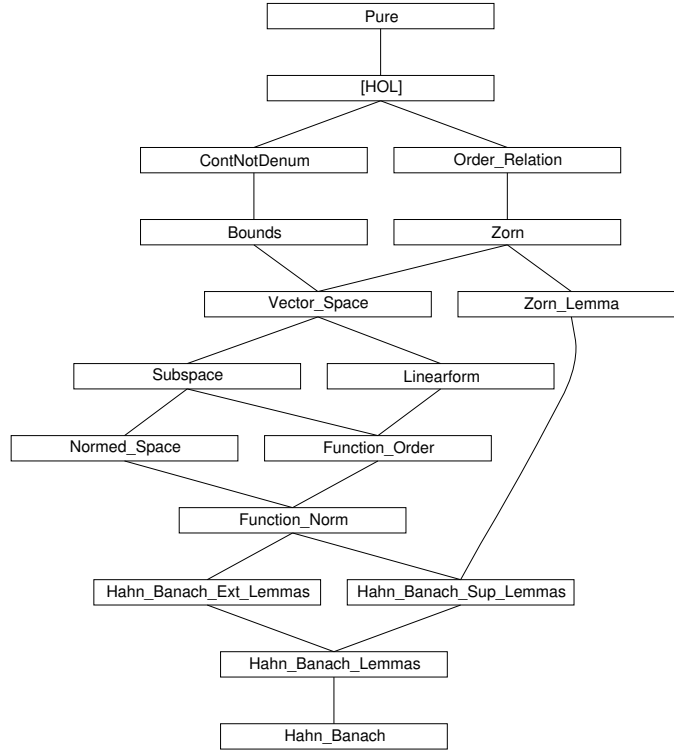 Pure
[HOL]
ContNotDenum
Order_Relation
Bounds
Zorn
Vector_Space
Zorn_Lemma
Subspace
Linearform
Normed_Space
Function_Order
Function_Norm
Hahn_Banach_Ext_Lemmas
Hahn_Banach_Sup_Lemmas
Hahn_Banach_Lemmas
Hahn_Banach